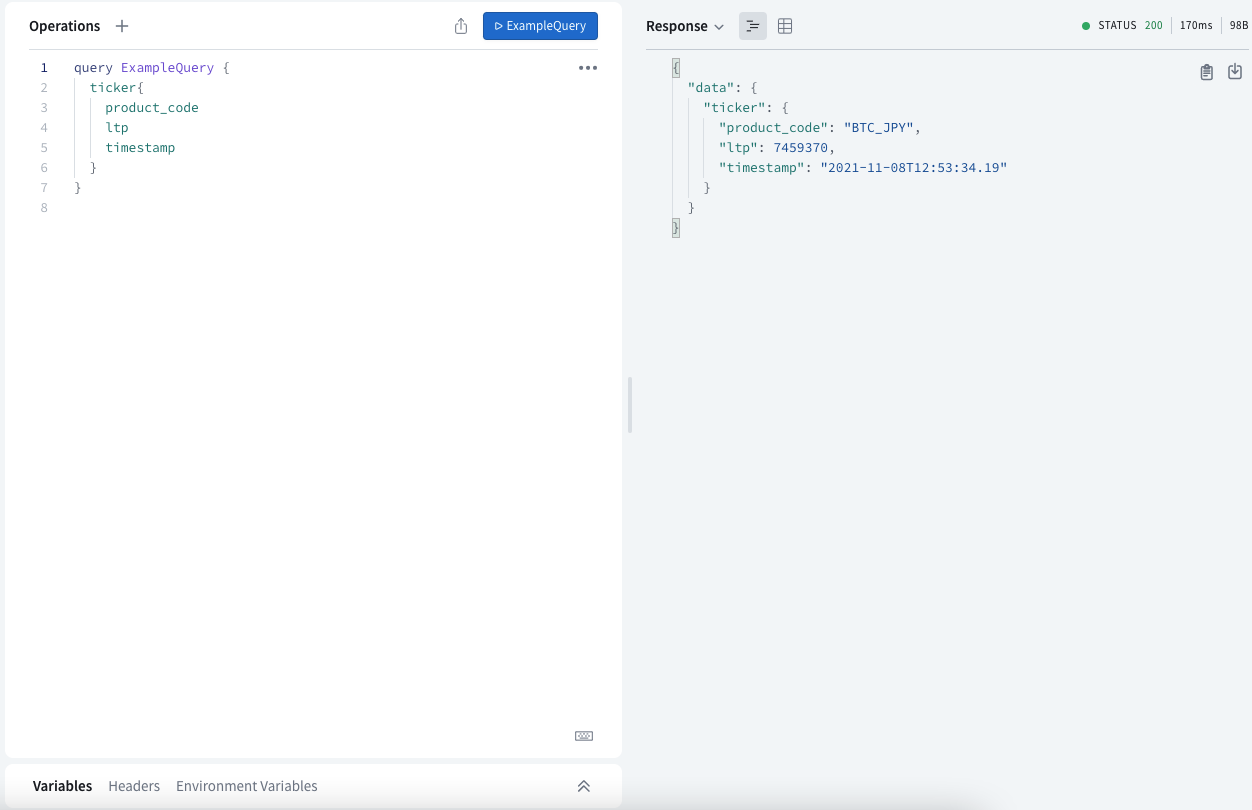 Operations
ExampleQuery
1 query ExampleQuery {
2 ticker{
3 product_code
4 ltp
5 timestamp
6 }
7 }
8
Variables Headers Environment Variables
Response
STATUS 200 170ms 98B
{
"data": {
"ticker": {
"product_code": "BTC_JPY",
"ltp": 7459370,
"timestamp": "2021-11-08T12:53:34.19"
}
}
}